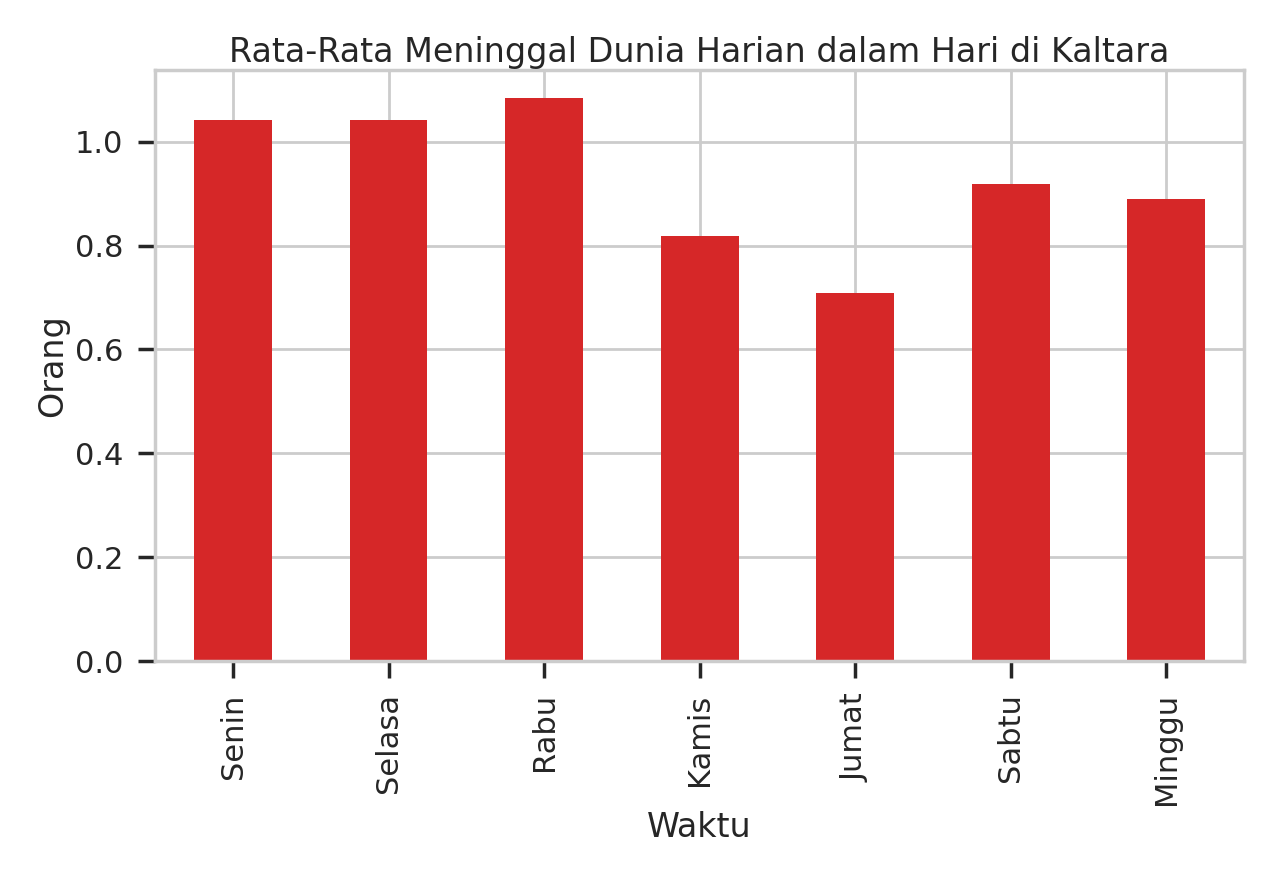 Rata-Rata Meninggal Dunia Harian dalam Hari di Kaltara
1.0
0.8
0.6
0.4
0.2
0.0
Orang
Senin
Selasa
Rabu
Kamis
Jumat
Sabtu
Minggu
Waktu